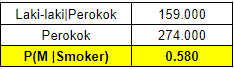 Laki-laki|Perokok 159.000
Perokok 274.000
P(M |Smoker) 0.580